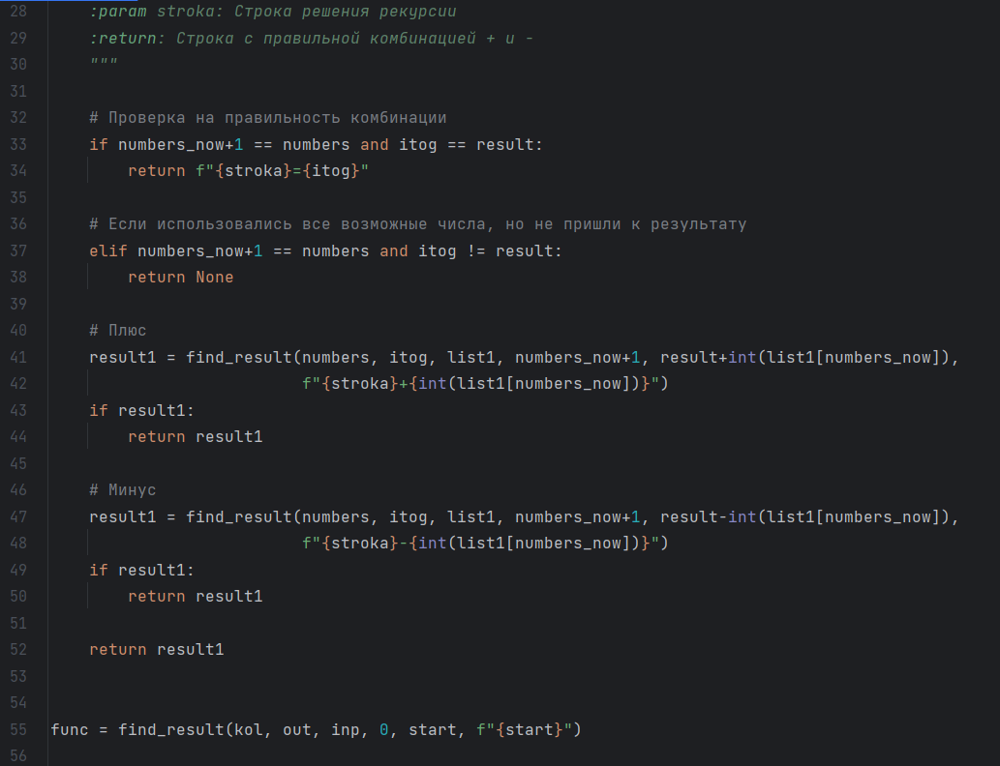 28 :param stroka: Строка решения рекурсии
29 :return: Строка с правильной комбинацией + и -
30 """
31
32 # Проверка на правильность комбинации
33 if numbers_now+1 == numbers and itog == result:
34 return f"{stroka}={itog}"
35
36 # Если использовались все возможные числа, но не пришли к результату
37 elif numbers_now+1 == numbers and itog != result:
38 return None
39
40 # Плюс
41 result1 = find_result(numbers, itog, list1, numbers_now+1, result+int(list1[numbers_now]),
42 f"{stroka}+{int(list1[numbers_now])}")
43 if result1:
44 return result1
45
46 # Минус
47 result1 = find_result(numbers, itog, list1, numbers_now+1, result-int(list1[numbers_now]),
48 f"{stroka}-{int(list1[numbers_now])}")
49 if result1:
50 return result1
51
52 return result1
53
54
55 func = find_result(kol, out, inp, 0, start, f"{start}")
56